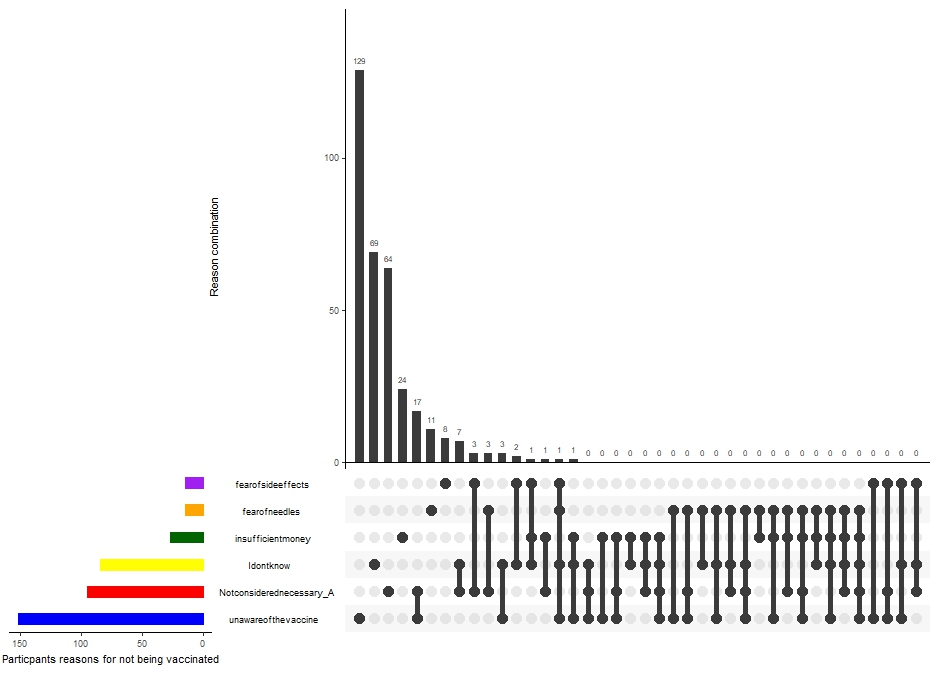 129
100
69
64
50
24
17
11
8
7
3 3 3
2
1 1 1 1
0 0 0 0 0 0 0 0 0 0 0 0 0 0 0 0 0 0 0 0 0 0 0 0
0
Reason combination
fearofsideeffects
fearofneedles
insufficientmoney
Idontknow
Notconsiderednecessary_A
unawareofthevaccine
150 100 50 0
Particpants reasons for not being vaccinated